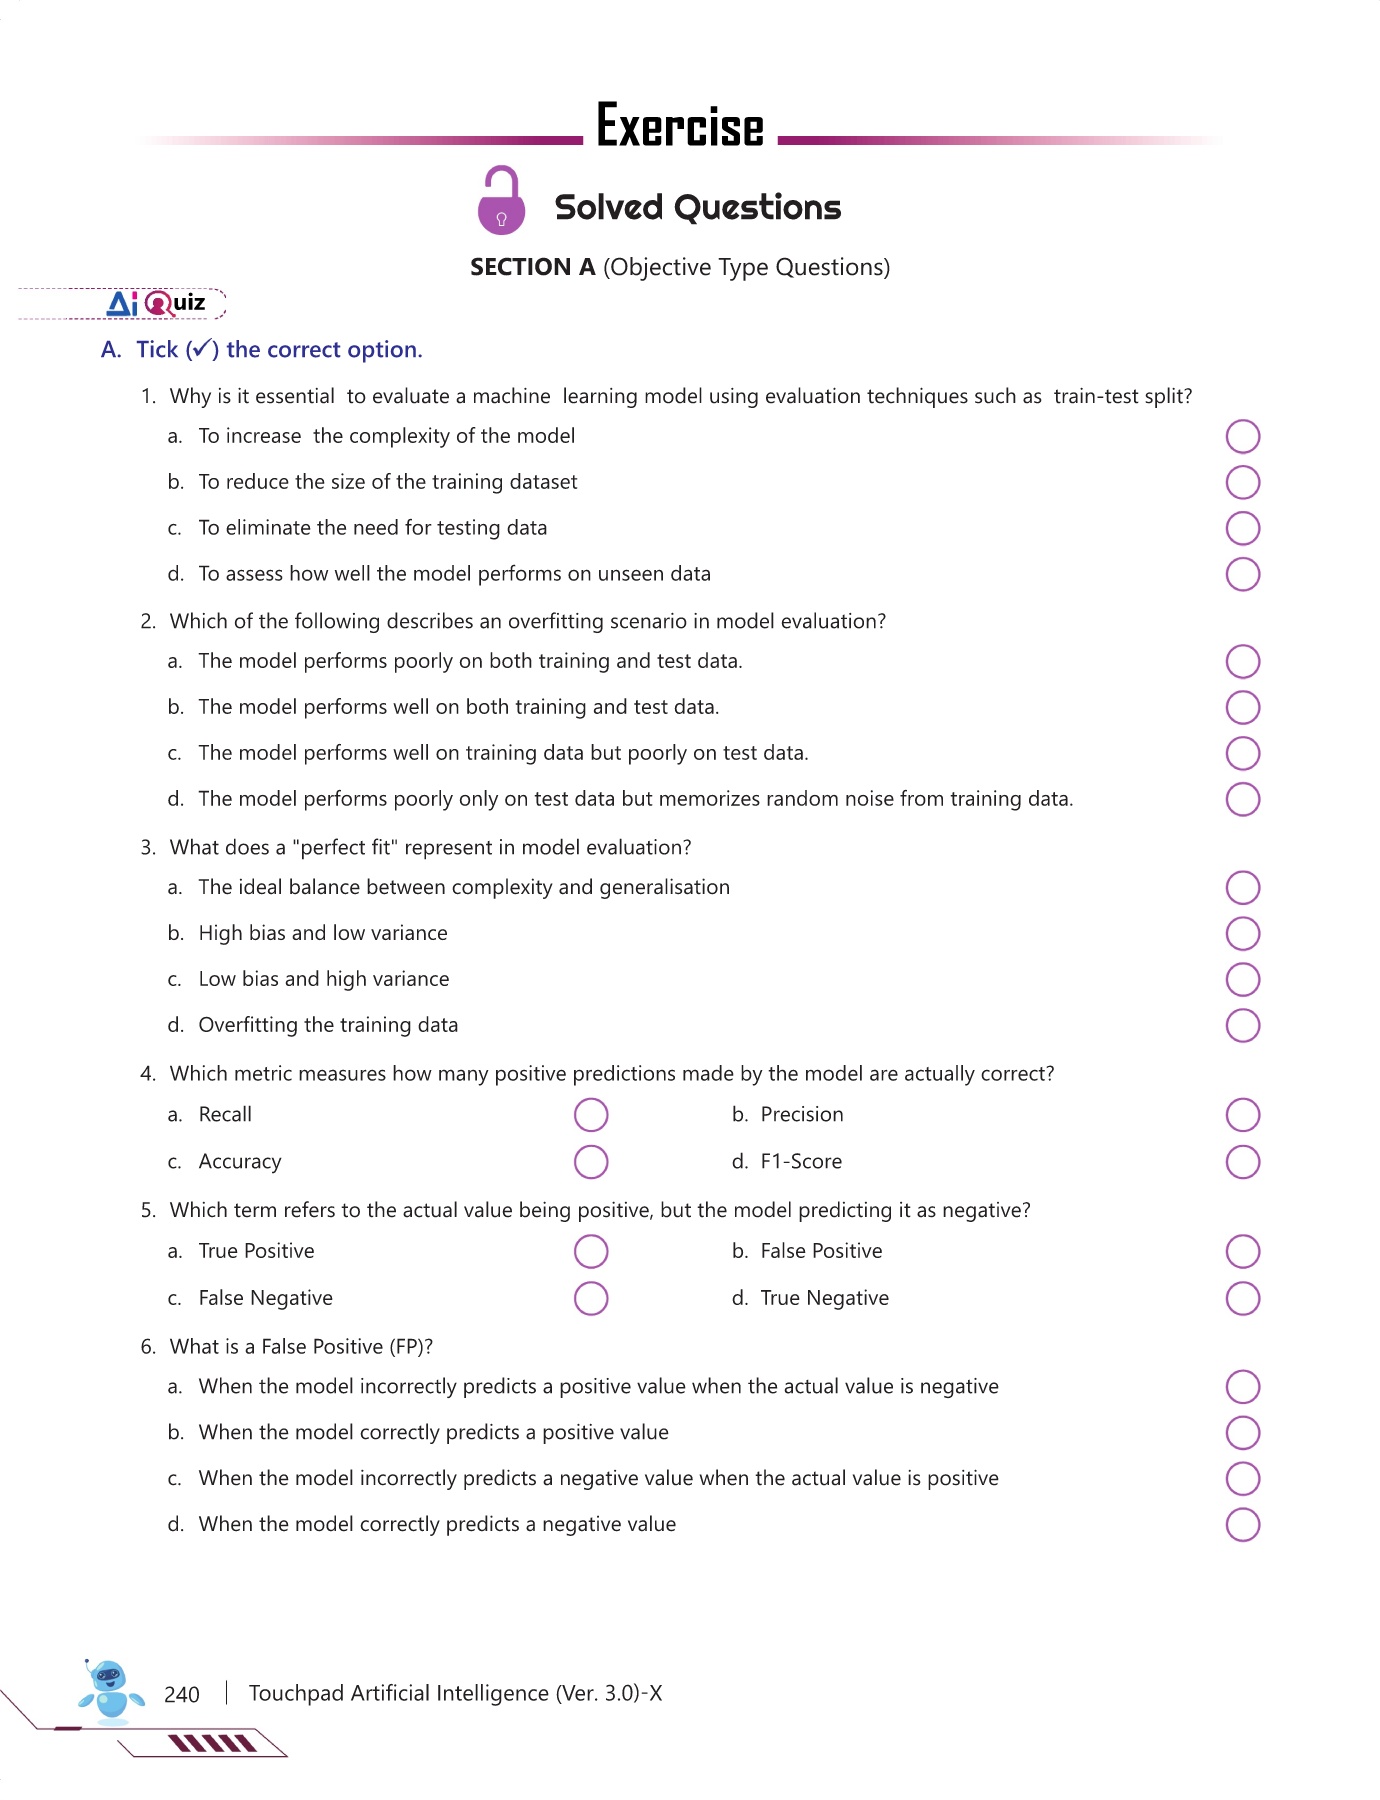 Exercise
Solved Questions
SECTION A (Objective Type Questions)
Ai Quiz
A. Tick (✓) the correct option.
1. Why is it essential to evaluate a machine learning model using evaluation techniques such as train-test split?
a. To increase the complexity of the model
b. To reduce the size of the training dataset
c. To eliminate the need for testing data
d. To assess how well the model performs on unseen data
2. Which of the following describes an overfitting scenario in model evaluation?
a. The model performs poorly on both training and test data.
b. The model performs well on both training and test data.
c. The model performs well on training data but poorly on test data.
d. The model performs poorly only on test data but memorizes random noise from training data.
3. What does a "perfect fit" represent in model evaluation?
a. The ideal balance between complexity and generalisation
b. High bias and low variance
c. Low bias and high variance
d. Overfitting the training data
4. Which metric measures how many positive predictions made by the model are actually correct?
a. Recall b. Precision
c. Accuracy d. F1-Score
5. Which term refers to the actual value being positive, but the model predicting it as negative?
a. True Positive b. False Positive
c. False Negative d. True Negative
6. What is a False Positive (FP)?
a. When the model incorrectly predicts a positive value when the actual value is negative
b. When the model correctly predicts a positive value
c. When the model incorrectly predicts a negative value when the actual value is positive
d. When the model correctly predicts a negative value
240 | Touchpad Artificial Intelligence (Ver. 3.0)-X